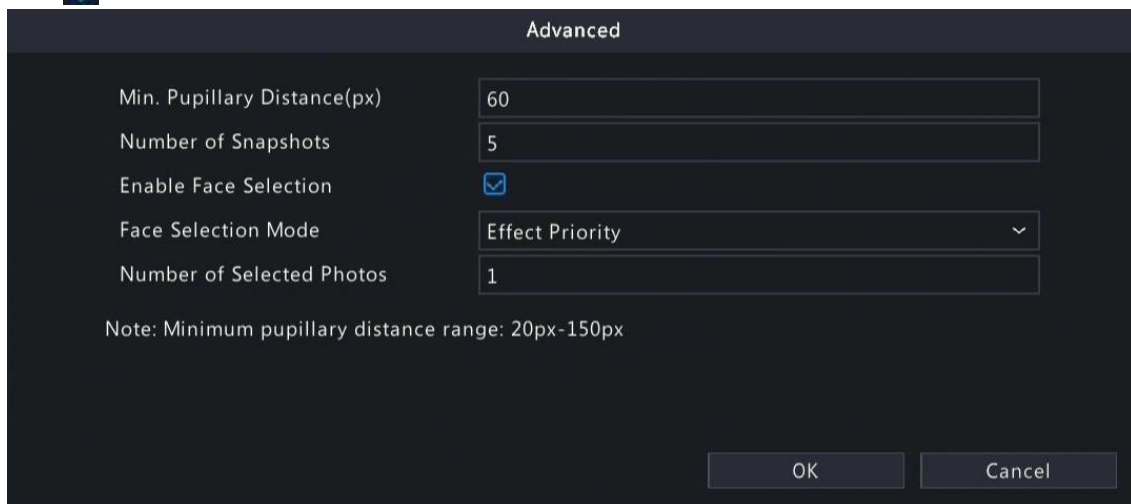 Advanced
Min. Pupillary Distance(px) 60
Number of Snapshots 5
Enable Face Selection
Face Selection Mode Effect Priority
Number of Selected Photos 1
Note: Minimum pupillary distance range: 20px-150px
OK Cancel